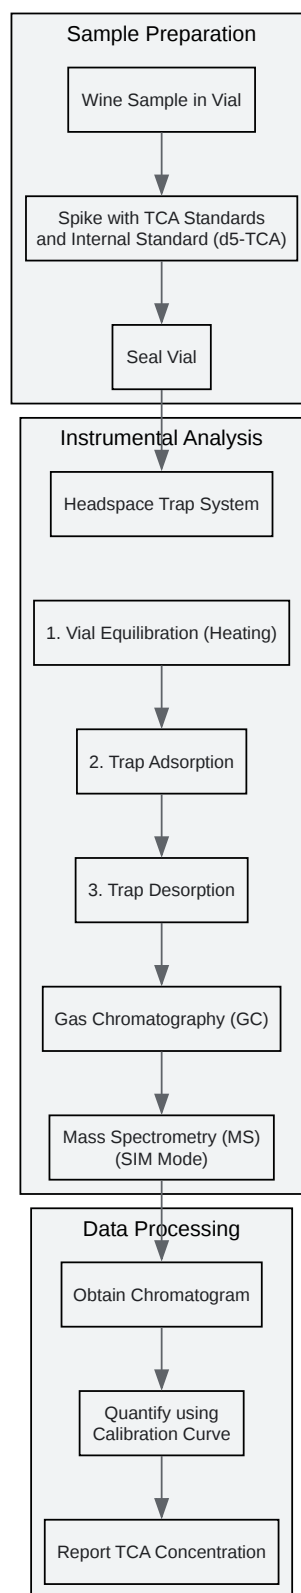 Sample Preparation
Wine Sample in Vial
Spike with TCA Standards
and Internal Standard (d5-TCA)
Seal Vial
Instrumental Analysis
Headspace Trap System
1. Vial Equilibration (Heating)
2. Trap Adsorption
3. Trap Desorption
Gas Chromatography (GC)
Mass Spectrometry (MS)
(SIM Mode)
Data Processing
Obtain Chromatogram
Quantify using
Calibration Curve
Report TCA Concentration